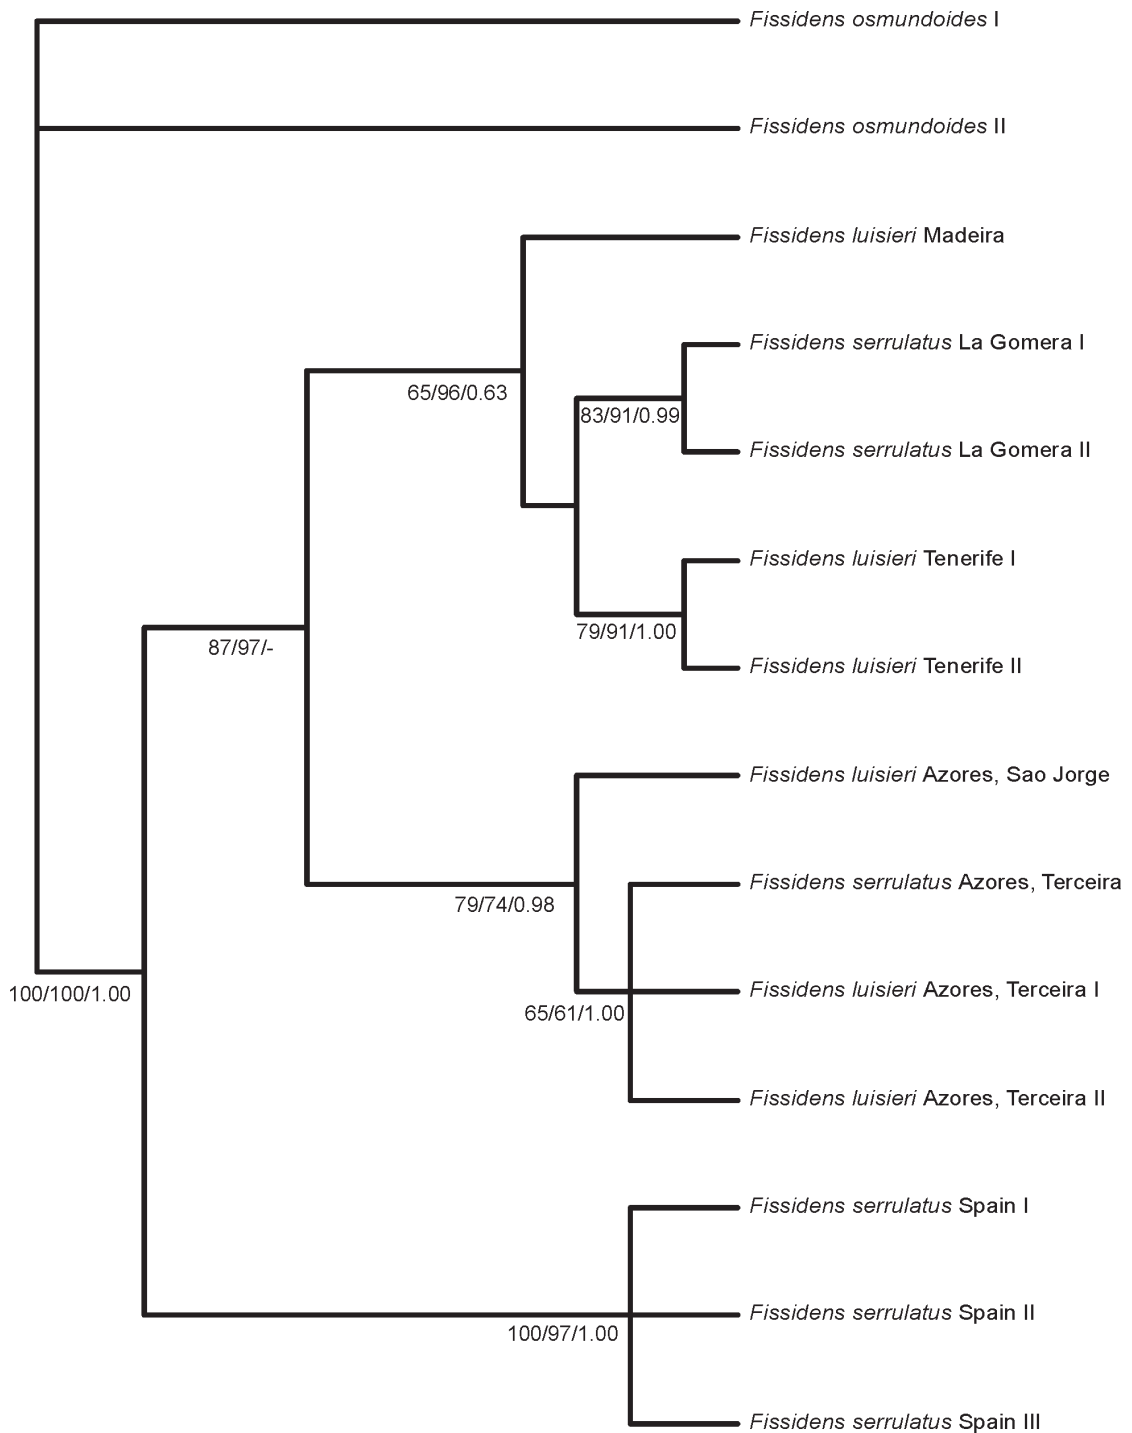 Fissidens osmundoides I
Fissidens osmundoides II
Fissidens luisieri Madeira
Fissidens serrulatus La Gomera I
65/96/0.63
83/91/0.99
Fissidens serrulatus La Gomera II
Fissidens luisieri Tenerife I
79/91/1.00
87/97/-
Fissidens luisieri Tenerife II
Fissidens luisieri Azores, Sao Jorge
Fissidens serrulatus Azores, Terceira
79/74/0.98
Fissidens luisieri Azores, Terceira I
100/100/1.00
65/61/1.00
Fissidens luisieri Azores, Terceira II
Fissidens serrulatus Spain I
Fissidens serrulatus Spain II
100/97/1.00
Fissidens serrulatus Spain III